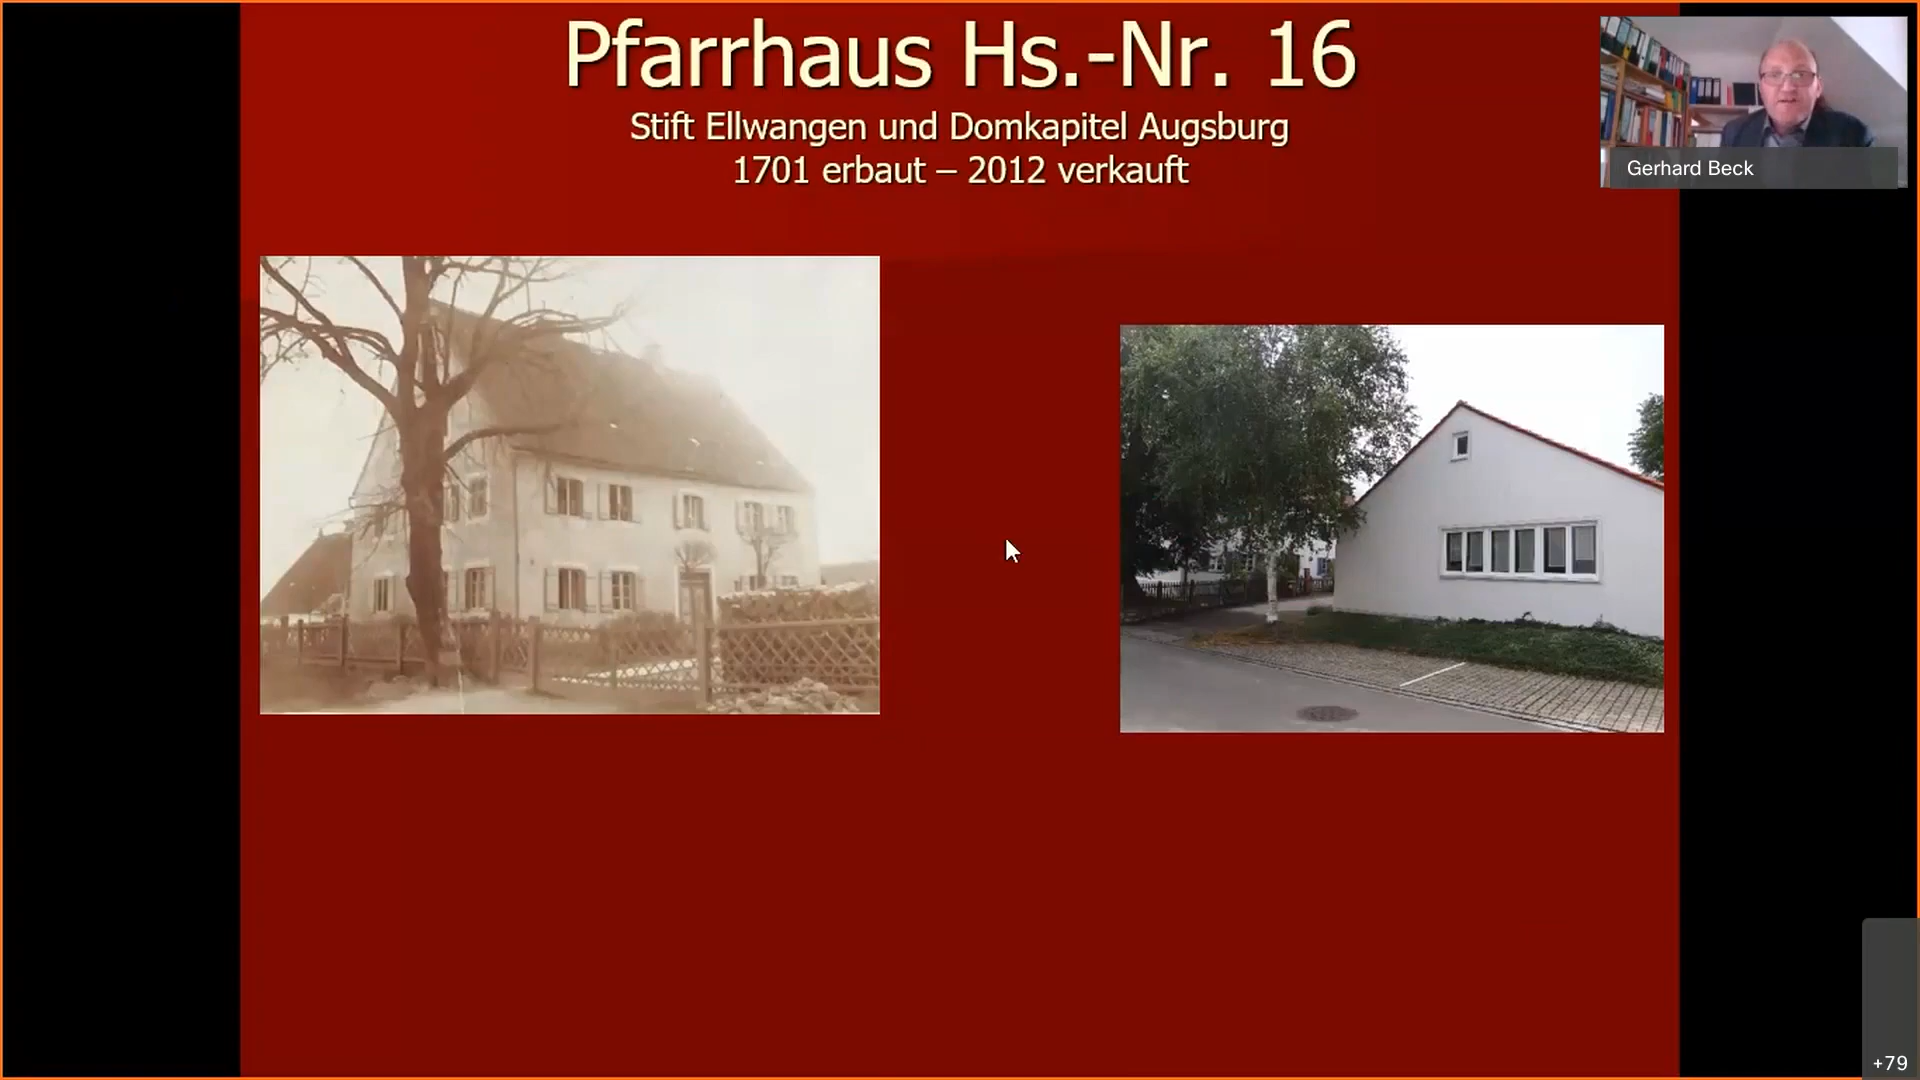 Pfarrhaus Hs.-Nr. 16
Stift Ellwangen und Domkapitel Augsburg
1701 erbaut – 2012 verkauft
Gerhard Beck
+79